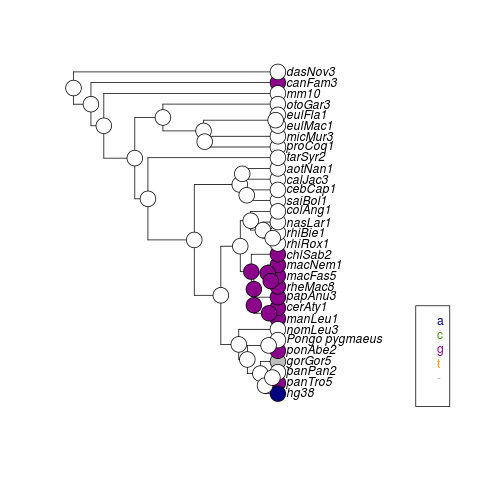 dasNov3
canFam3
mm10
otoGar3
eulFla1
eulMac1
micMur3
proCoq1
tarSyr2
aotNan1
calJac3
cebCap1
saiBol1
colAng1
nasLar1
rhiBie1
rhiRox1
chlSab2
macNem1
macFas5
rheMac8
papAnu3
cerAty1
manLeu1
nomLeu3
Pongo pygmaeus
ponAbe2
gorGor5
panPan2
panTro5
hg38
a
c
g
t
-